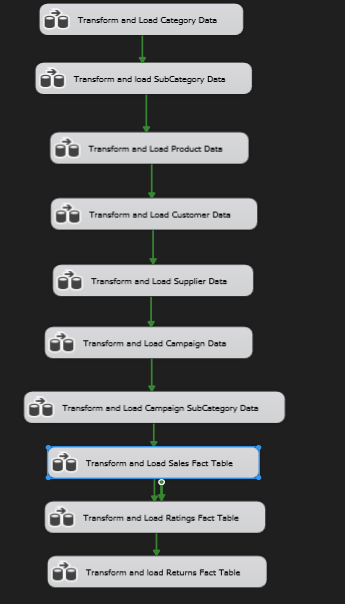 Transform and Load Category Data
Transform and load SubCategory Data
Transform and Load Product Data
Transform and Load Customer Data
Transform and Load Supplier Data
Transform and Load Campaign Data
Transform and Load Campaign SubCategory Data
Transform and Load Sales Fact Table
Transform and Load Ratings Fact Table
Transform and load Returns Fact Table